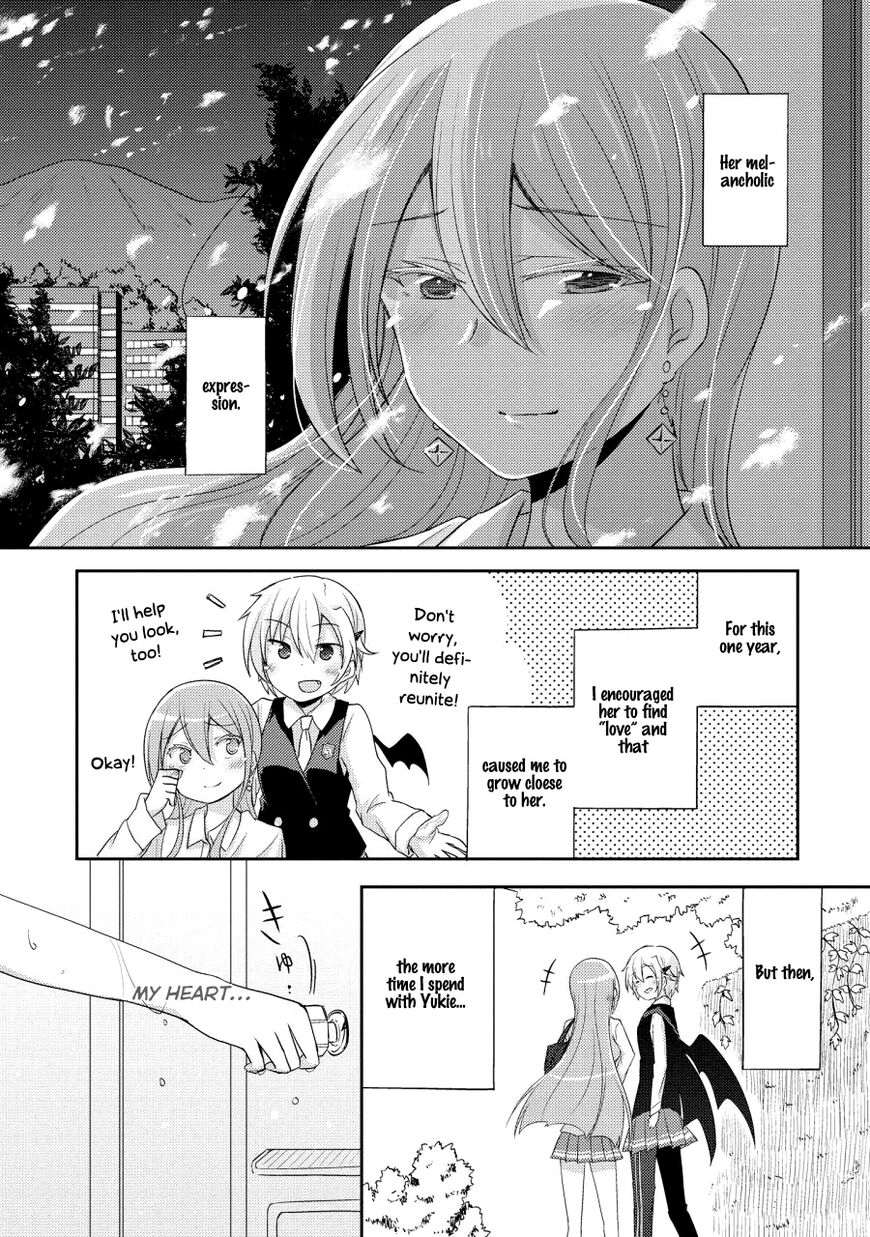 Her mel-
ancholic
expres-
sion.
For this
one year,
I encouraged
her to find
"love" and
that
caused me to
grow cloese
to her.
Don't
worry,
you'll defi-
nitely
reunite!
I'll help
you look,
too!
Okay!
But then,
the more
time I spend
with Yukie...
MY HEART...
ゆ